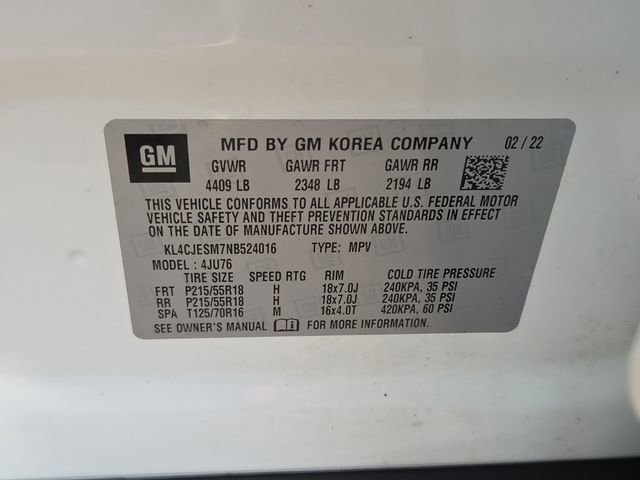 GM MFD BY GM KOREA COMPANY 02 / 22
GVWR GAWR FRT GAWR RR
4409 LB 2348 LB 2194 LB
THIS VEHICLE CONFORMS TO ALL APPLICABLE U.S. FEDERAL MOTOR
VEHICLE SAFETY AND THEFT PREVENTION STANDARDS IN EFFECT
ON THE DATE OF MANUFACTURE SHOWN ABOVE.
KL4CJESM7NB524016 TYPE: MPV
MODEL : 4JU76
TIRE SIZE SPEED RTG RIM COLD TIRE PRESSURE
FRT P215/55R18 H 18x7.0J 240KPA, 35 PSI
RR P215/55R18 H 18x7.0J 240KPA, 35 PSI
SPA T125/70R16 M 16x4.0T 420KPA, 60 PSI
SEE OWNER'S MANUAL FOR MORE INFORMATION.